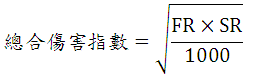 總合傷害指數 = √(FR × SR / 1000)